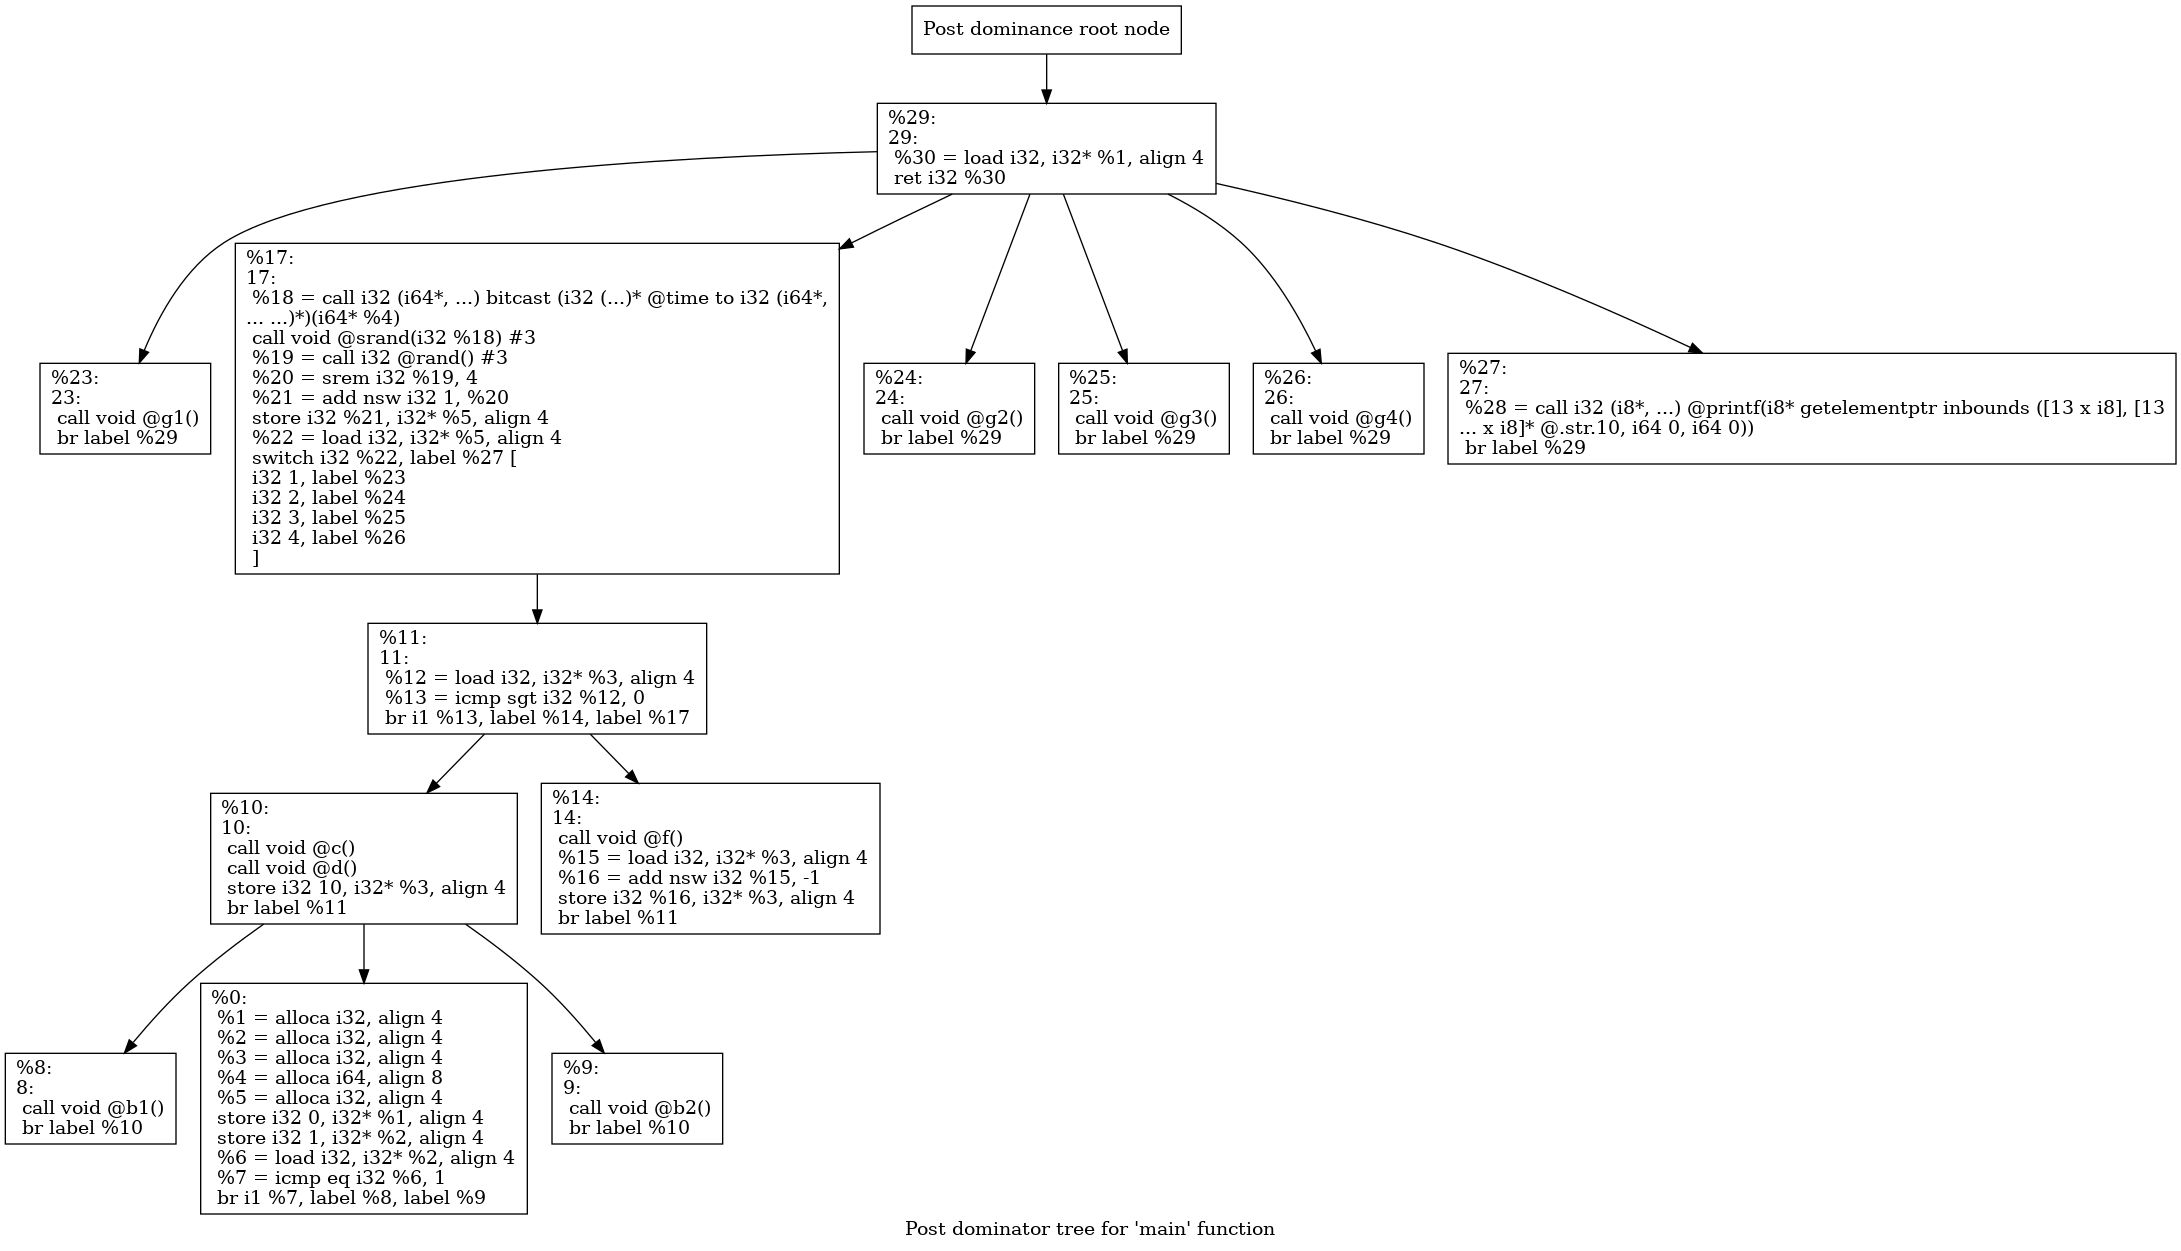 Post dominance root node
%29:
29:
%30 = load i32, i32* %1, align 4
ret i32 %30
%23:
23:
call void @g1()
br label %29
%17:
17:
%18 = call i32 (i64*, ...) bitcast (i32 (...)* @time to i32 (i64*,
... ...)*)(i64* %4)
call void @srand(i32 %18) #3
%19 = call i32 @rand() #3
%20 = srem i32 %19, 4
%21 = add nsw i32 1, %20
store i32 %21, i32* %5, align 4
%22 = load i32, i32* %5, align 4
switch i32 %22, label %27 [
i32 1, label %23
i32 2, label %24
i32 3, label %25
i32 4, label %26
]
%24:
24:
call void @g2()
br label %29
%25:
25:
call void @g3()
br label %29
%26:
26:
call void @g4()
br label %29
%27:
27:
%28 = call i32 (i8*, ...) @printf(i8* getelementptr inbounds ([13 x i8], [13
... x i8]* @.str.10, i64 0, i64 0))
br label %29
%11:
11:
%12 = load i32, i32* %3, align 4
%13 = icmp sgt i32 %12, 0
br i1 %13, label %14, label %17
%10:
10:
call void @c()
call void @d()
store i32 10, i32* %3, align 4
br label %11
%14:
14:
call void @f()
%15 = load i32, i32* %3, align 4
%16 = add nsw i32 %15, -1
store i32 %16, i32* %3, align 4
br label %11
%8:
8:
call void @b1()
br label %10
%0:
%1 = alloca i32, align 4
%2 = alloca i32, align 4
%3 = alloca i32, align 4
%4 = alloca i64, align 8
%5 = alloca i32, align 4
store i32 0, i32* %1, align 4
store i32 1, i32* %2, align 4
%6 = load i32, i32* %2, align 4
%7 = icmp eq i32 %6, 1
br i1 %7, label %8, label %9
%9:
9:
call void @b2()
br label %10
Post dominator tree for 'main' function